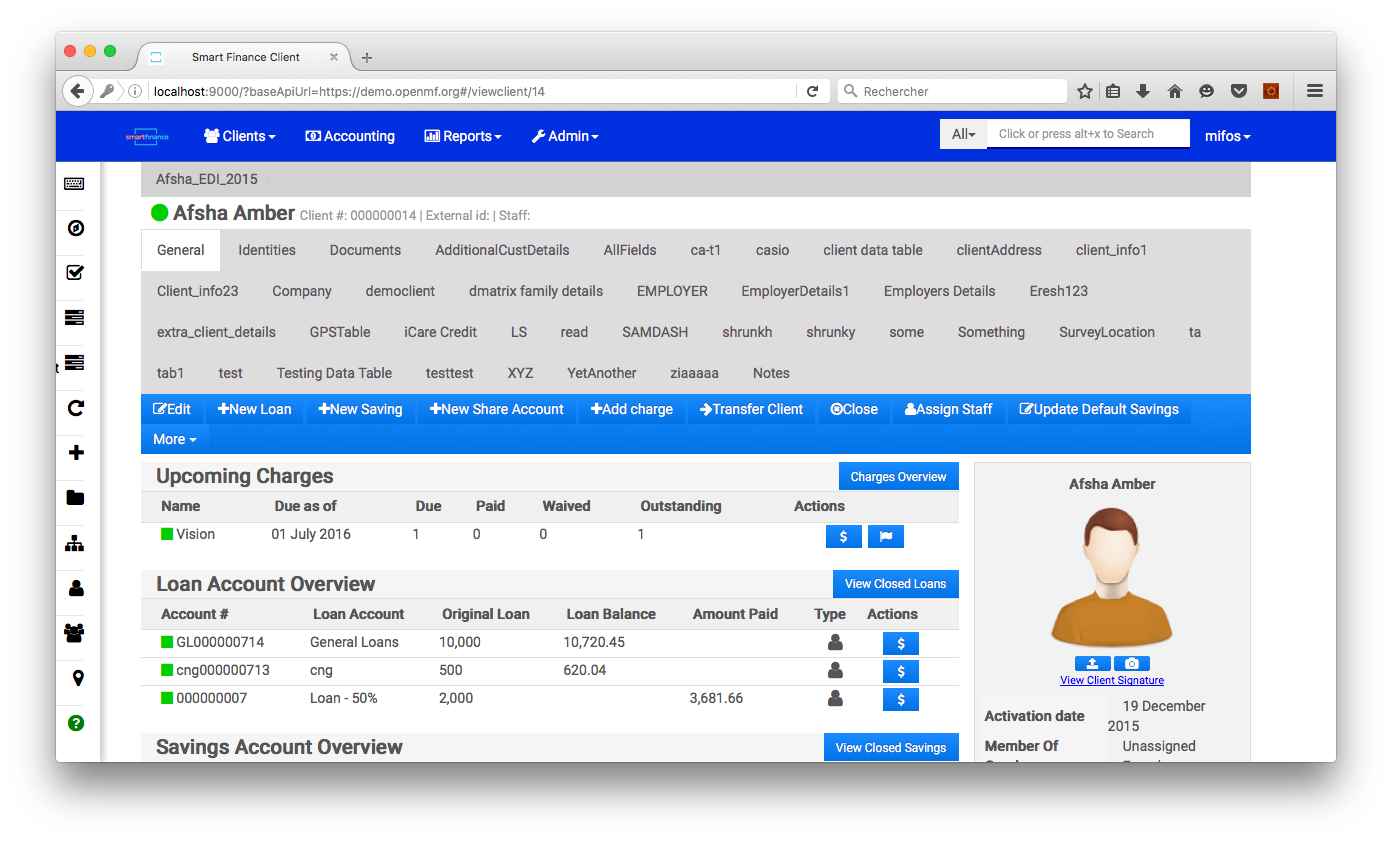 Smart Finance Client
localhost:9000/?baseApiUrl=https://demo.openmf.org#/viewclient/14
Rechercher
smartfinance Clients Accounting Reports Admin All Click or press alt+x to Search mifos
Afsha_EDI_2015
Afsha Amber Client #: 000000014 | External id: | Staff:
General Identities Documents AdditionalCustDetails AllFields ca-t1 casio client data table clientAddress client_info1
Client_info23 Company democlient dmatrix family details EMPLOYER EmployerDetails1 Employers Details Eresh123
extra_client_details GPSTable iCare Credit LS read SAMDASH shrunkh shrunky some Something SurveyLocation ta
t
tab1 test Testing Data Table testtest XYZ YetAnother ziaaaaa Notes
Edit New Loan New Saving New Share Account Add charge Transfer Client Close Assign Staff Update Default Savings
More
Upcoming Charges Charges Overview
Name Due as of Due Paid Waived Outstanding Actions
Vision 01 July 2016 1 0 0 1 $
Loan Account Overview View Closed Loans
Account # Loan Account Original Loan Loan Balance Amount Paid Type Actions
GL000000714 General Loans 10,000 10,720.45 $
cng000000713 cng 500 620.04 $
000000007 Loan - 50% 2,000 3,681.66 $
Savings Account Overview View Closed Savings
Afsha Amber
View Client Signature
Activation date 19 December 2015
Member Of Unassigned